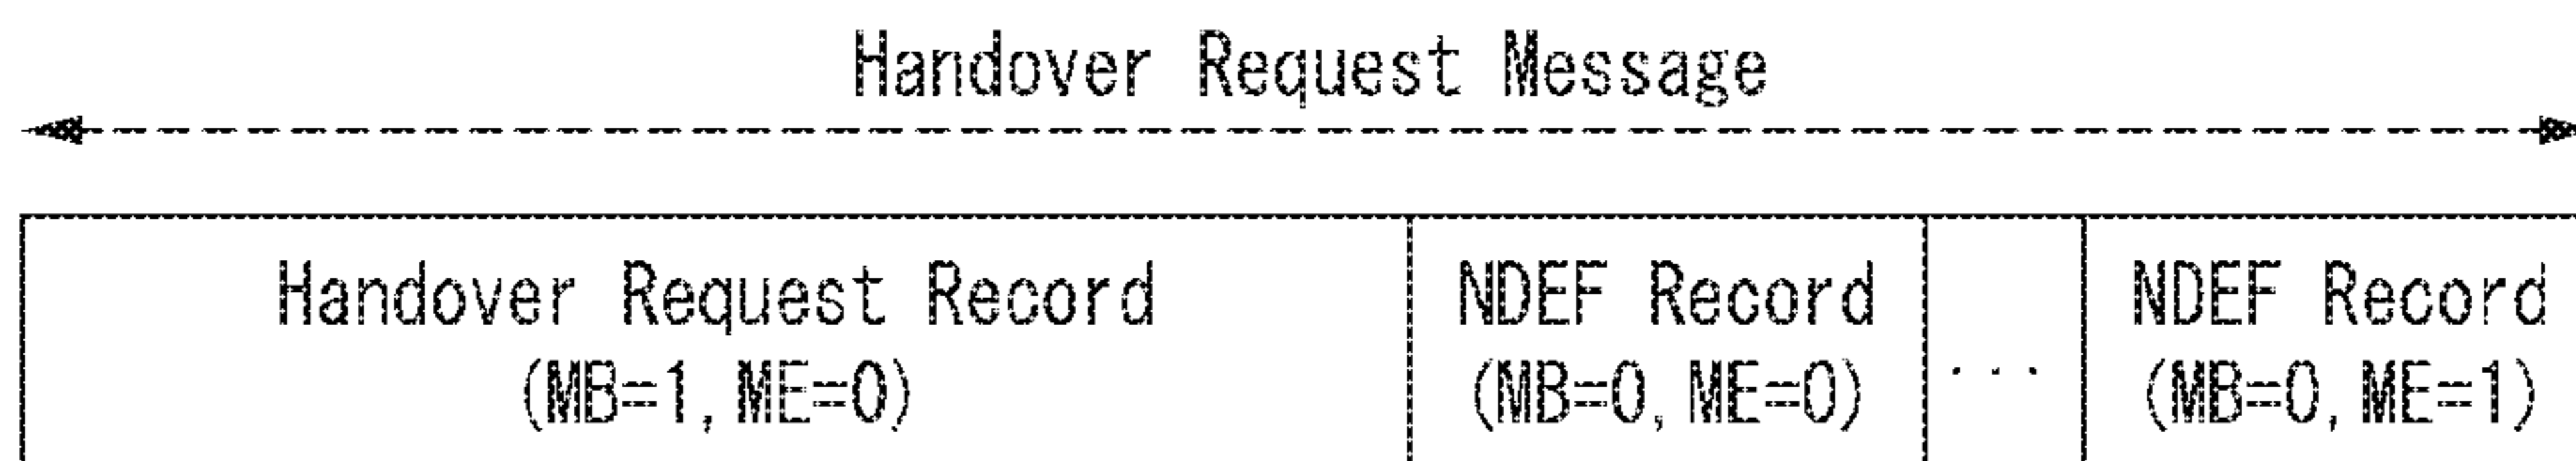 Handover Request Message
Handover Request Record
(MB=1, ME=0)
NDEF Record
(MB=0, ME=0)
...
NDEF Record
(MB=0, ME=1)